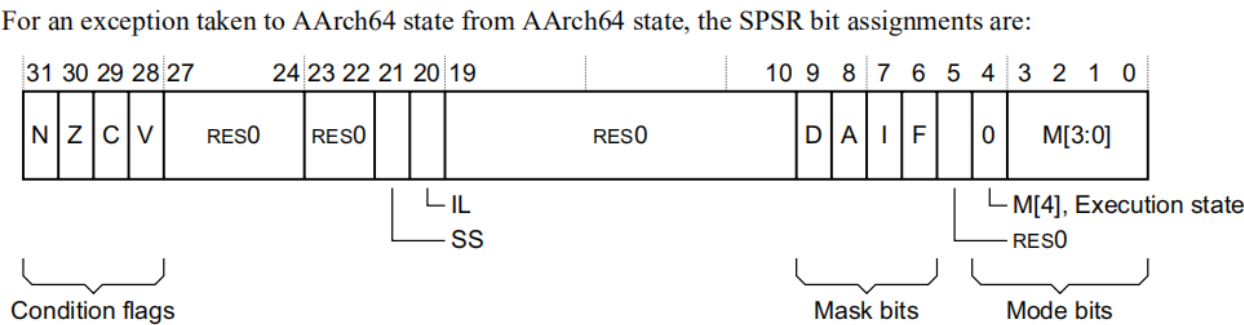 For an exception taken to AArch64 state from AArch64 state, the SPSR bit assignments are:
31 30 29 28 27 24 23 22 21 20 19 10 9 8 7 6 5 4 3 2 1 0
N Z C V RES0 RES0 RES0 D A I F 0 M[3:0]
IL M[4], Execution state
SS RES0
Condition flags Mask bits Mode bits